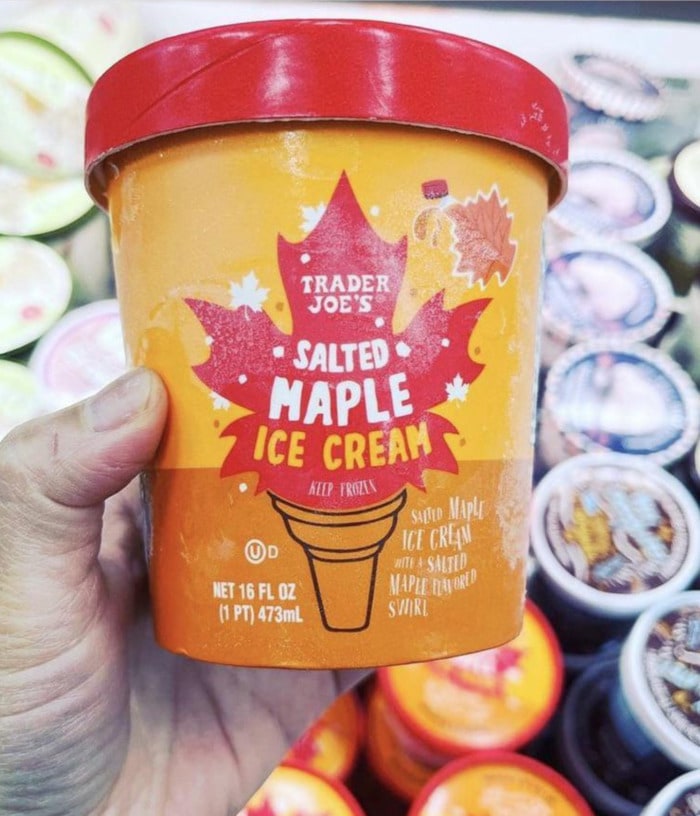 TRADER
JOE'S
SALTED
MAPLE
ICE CREAM
KEEP FROZEN
SALTED MAPLE
ICE CREAM
WITH A SALTED
MAPLE FLAVORED
SWIRL
U D
NET 16 FL OZ
(1 PT) 473mL